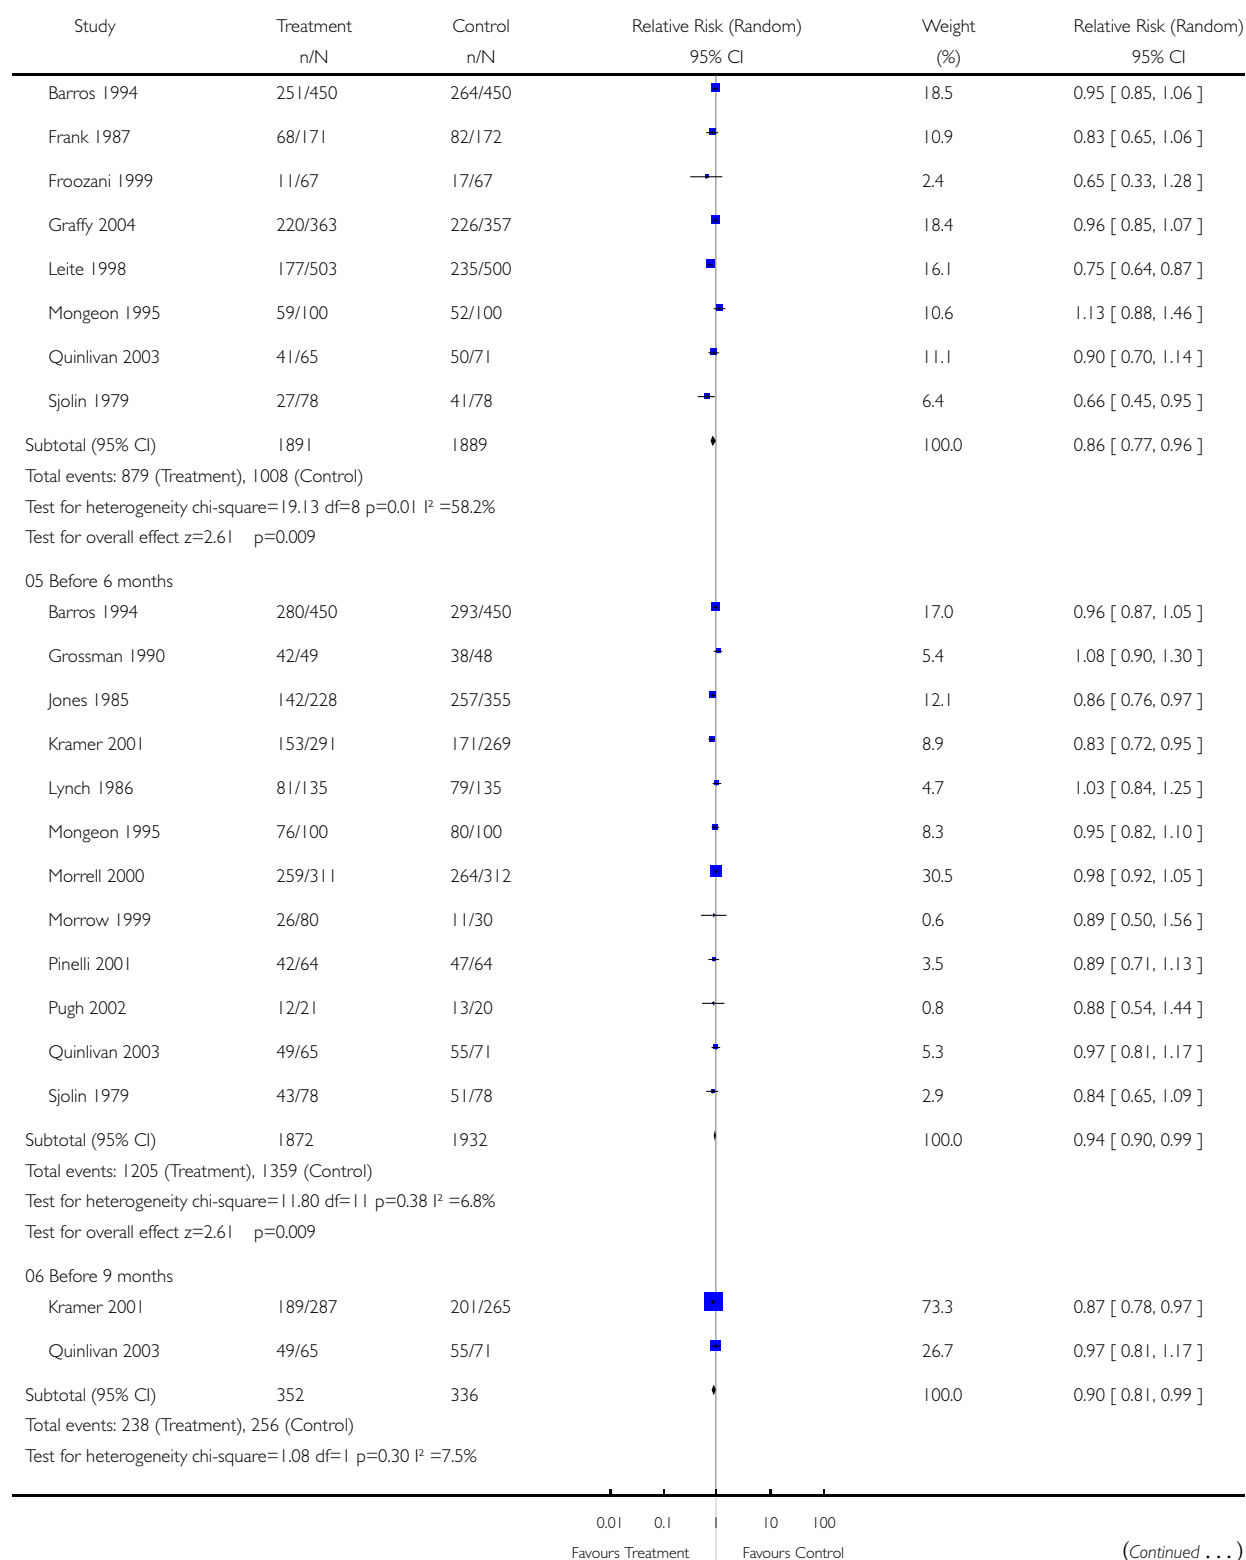 Study Treatment Control Relative Risk (Random) Weight Relative Risk (Random)
n/N n/N 95% CI (%) 95% CI
Barros 1994 251/450 264/450 18.5 0.95 [ 0.85, 1.06 ]
Frank 1987 68/171 82/172 10.9 0.83 [ 0.65, 1.06 ]
Froozani 1999 11/67 17/67 2.4 0.65 [ 0.33, 1.28 ]
Graffy 2004 220/363 226/357 18.4 0.96 [ 0.85, 1.07 ]
Leite 1998 177/503 235/500 16.1 0.75 [ 0.64, 0.87 ]
Mongeon 1995 59/100 52/100 10.6 1.13 [ 0.88, 1.46 ]
Quinlivan 2003 41/65 50/71 11.1 0.90 [ 0.70, 1.14 ]
Sjolin 1979 27/78 41/78 6.4 0.66 [ 0.45, 0.95 ]
Subtotal (95% CI) 1891 1889 100.0 0.86 [ 0.77, 0.96 ]
Total events: 879 (Treatment), 1008 (Control)
Test for heterogeneity chi-square=19.13 df=8 p=0.01 I² =58.2%
Test for overall effect z=2.61 p=0.009
05 Before 6 months
Barros 1994 280/450 293/450 17.0 0.96 [ 0.87, 1.05 ]
Grossman 1990 42/49 38/48 5.4 1.08 [ 0.90, 1.30 ]
Jones 1985 142/228 257/355 12.1 0.86 [ 0.76, 0.97 ]
Kramer 2001 153/291 171/269 8.9 0.83 [ 0.72, 0.95 ]
Lynch 1986 81/135 79/135 4.7 1.03 [ 0.84, 1.25 ]
Mongeon 1995 76/100 80/100 8.3 0.95 [ 0.82, 1.10 ]
Morrell 2000 259/311 264/312 30.5 0.98 [ 0.92, 1.05 ]
Morrow 1999 26/80 11/30 0.6 0.89 [ 0.50, 1.56 ]
Pinelli 2001 42/64 47/64 3.5 0.89 [ 0.71, 1.13 ]
Pugh 2002 12/21 13/20 0.8 0.88 [ 0.54, 1.44 ]
Quinlivan 2003 49/65 55/71 5.3 0.97 [ 0.81, 1.17 ]
Sjolin 1979 43/78 51/78 2.9 0.84 [ 0.65, 1.09 ]
Subtotal (95% CI) 1872 1932 100.0 0.94 [ 0.90, 0.99 ]
Total events: 1205 (Treatment), 1359 (Control)
Test for heterogeneity chi-square=11.80 df=11 p=0.38 I² =6.8%
Test for overall effect z=2.61 p=0.009
06 Before 9 months
Kramer 2001 189/287 201/265 73.3 0.87 [ 0.78, 0.97 ]
Quinlivan 2003 49/65 55/71 26.7 0.97 [ 0.81, 1.17 ]
Subtotal (95% CI) 352 336 100.0 0.90 [ 0.81, 0.99 ]
Total events: 238 (Treatment), 256 (Control)
Test for heterogeneity chi-square=1.08 df=1 p=0.30 I² =7.5%
0.01 0.1 1 10 100
Favours Treatment Favours Control (Continued . . . )